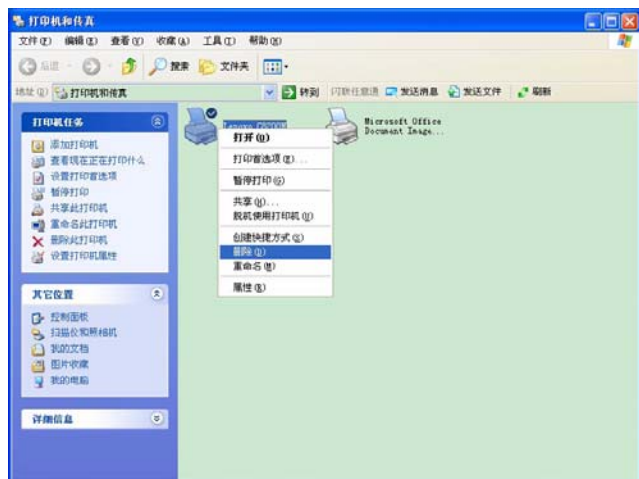 打印机和传真
文件(F) 编辑(E) 查看(V) 收藏(A) 工具(T) 帮助(H)
后退 搜索 文件夹
地址(D) 打印机和传真 转到 闪联任意通 发送消息 发送文件 刷新
打印机任务
添加打印机
查看现在正在打印什么
设置打印首选项
暂停打印
共享此打印机
重命名此打印机
删除此打印机
设置打印机属性
其它位置
控制面板
扫描仪和照相机
我的文档
图片收藏
我的电脑
详细信息
Microsoft Office
Document Image...
打开(O)
打印首选项(E)...
暂停打印(G)
共享(H)...
脱机使用打印机(U)
创建快捷方式(S)
删除(D)
重命名(M)
属性(R)